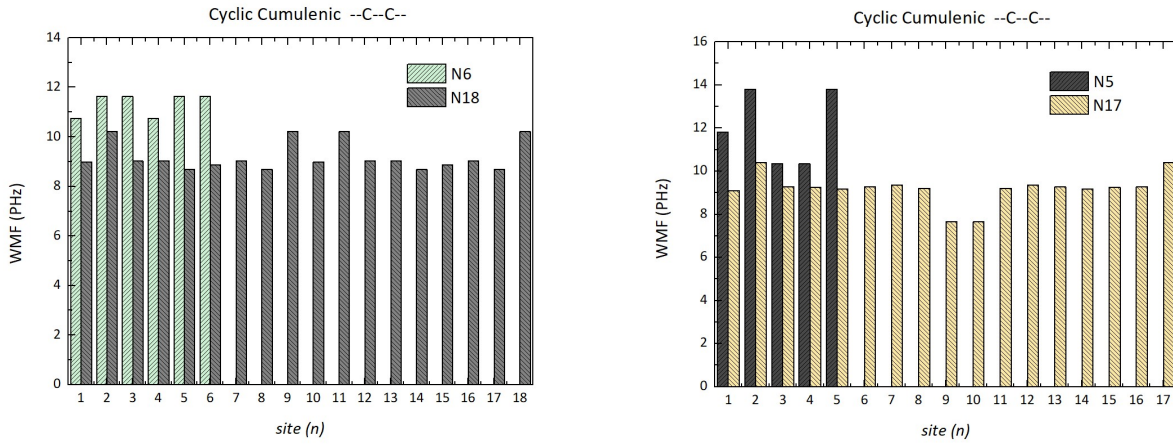 Cyclic Cumulenic --C--C--
14
12
10
8
6
4
2
0
WMF (PHz)
N6
N18
1 2 3 4 5 6 7 8 9 10 11 12 13 14 15 16 17 18
site (n)
Cyclic Cumulenic --C--C--
16
14
12
10
8
6
4
2
0
WMF (PHz)
N5
N17
1 2 3 4 5 6 7 8 9 10 11 12 13 14 15 16 17
site (n)